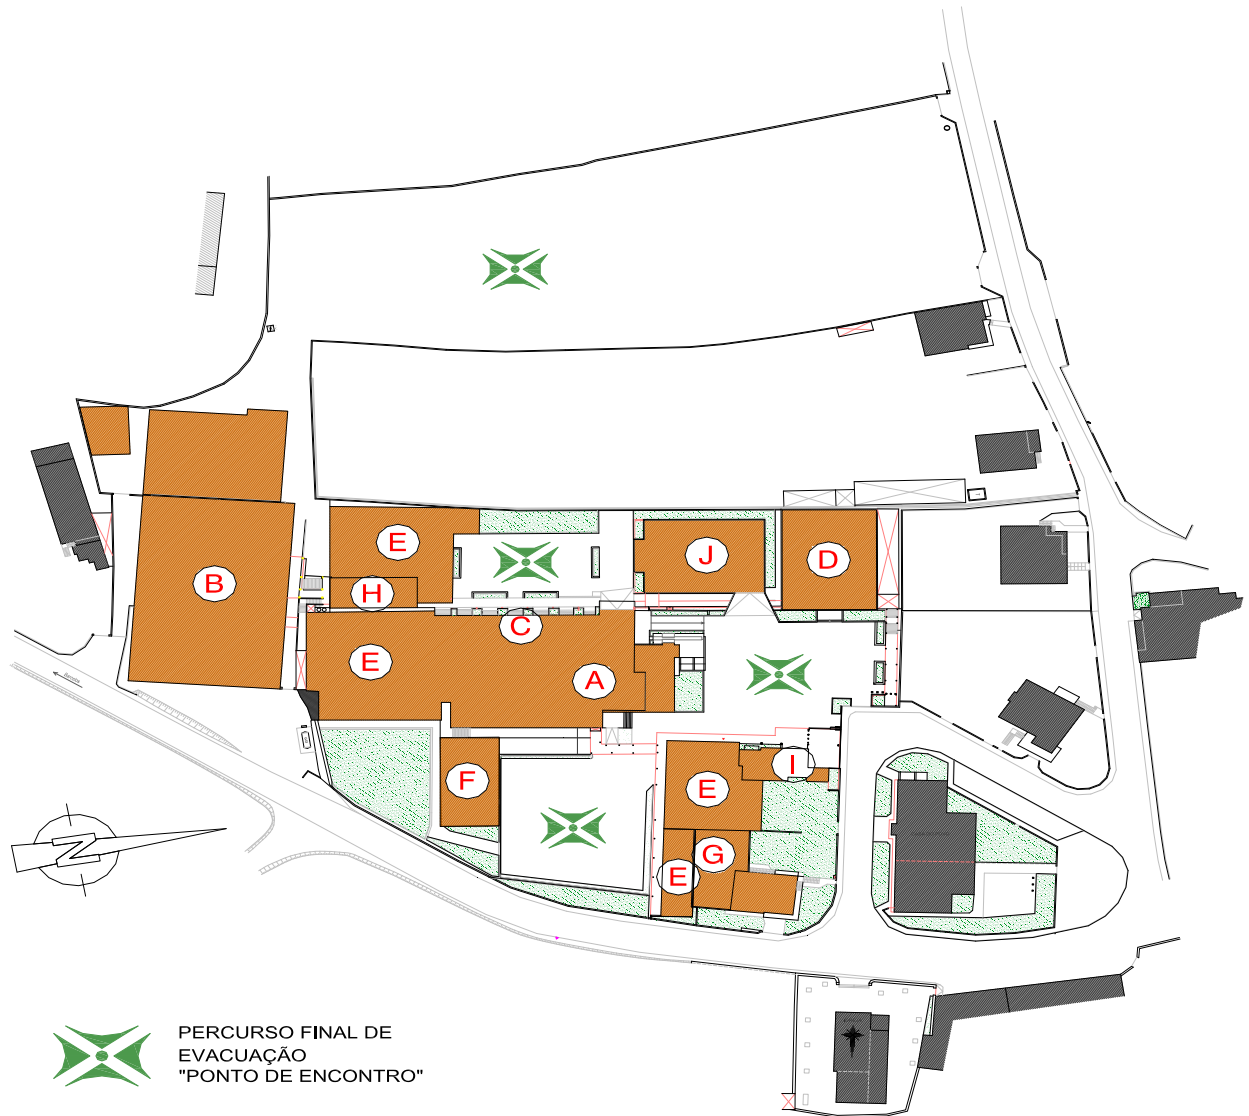 E
J
D
B
H
C
E
A
I
F
E
G
E
N
PERCURSO FINAL DE
EVACUAÇÃO
"PONTO DE ENCONTRO"